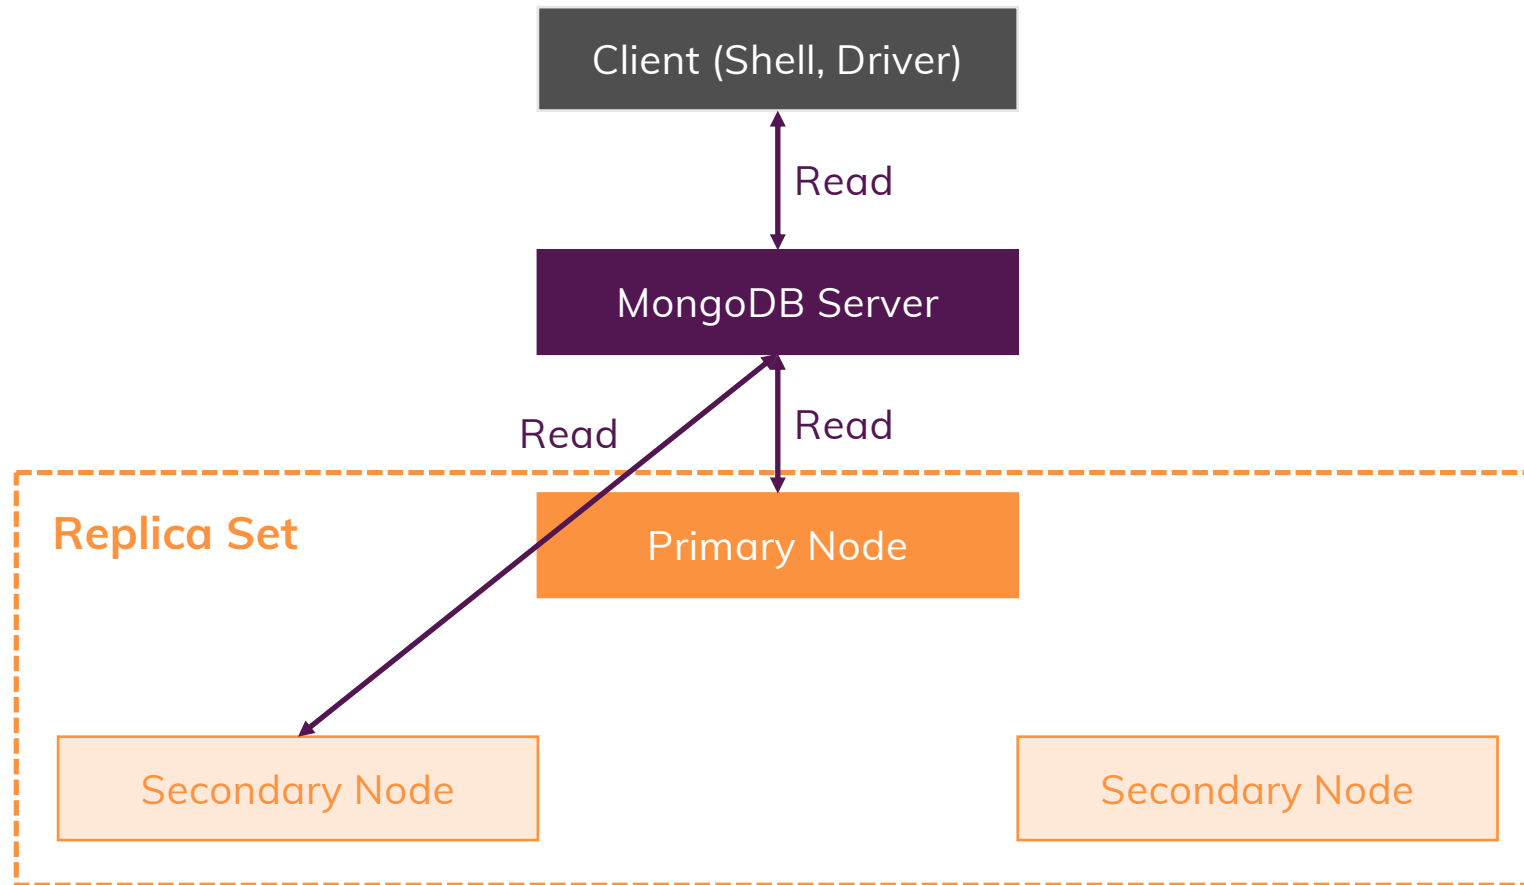 Client (Shell, Driver)
Read
MongoDB Server
Read
Read
Replica Set
Primary Node
Secondary Node
Secondary Node